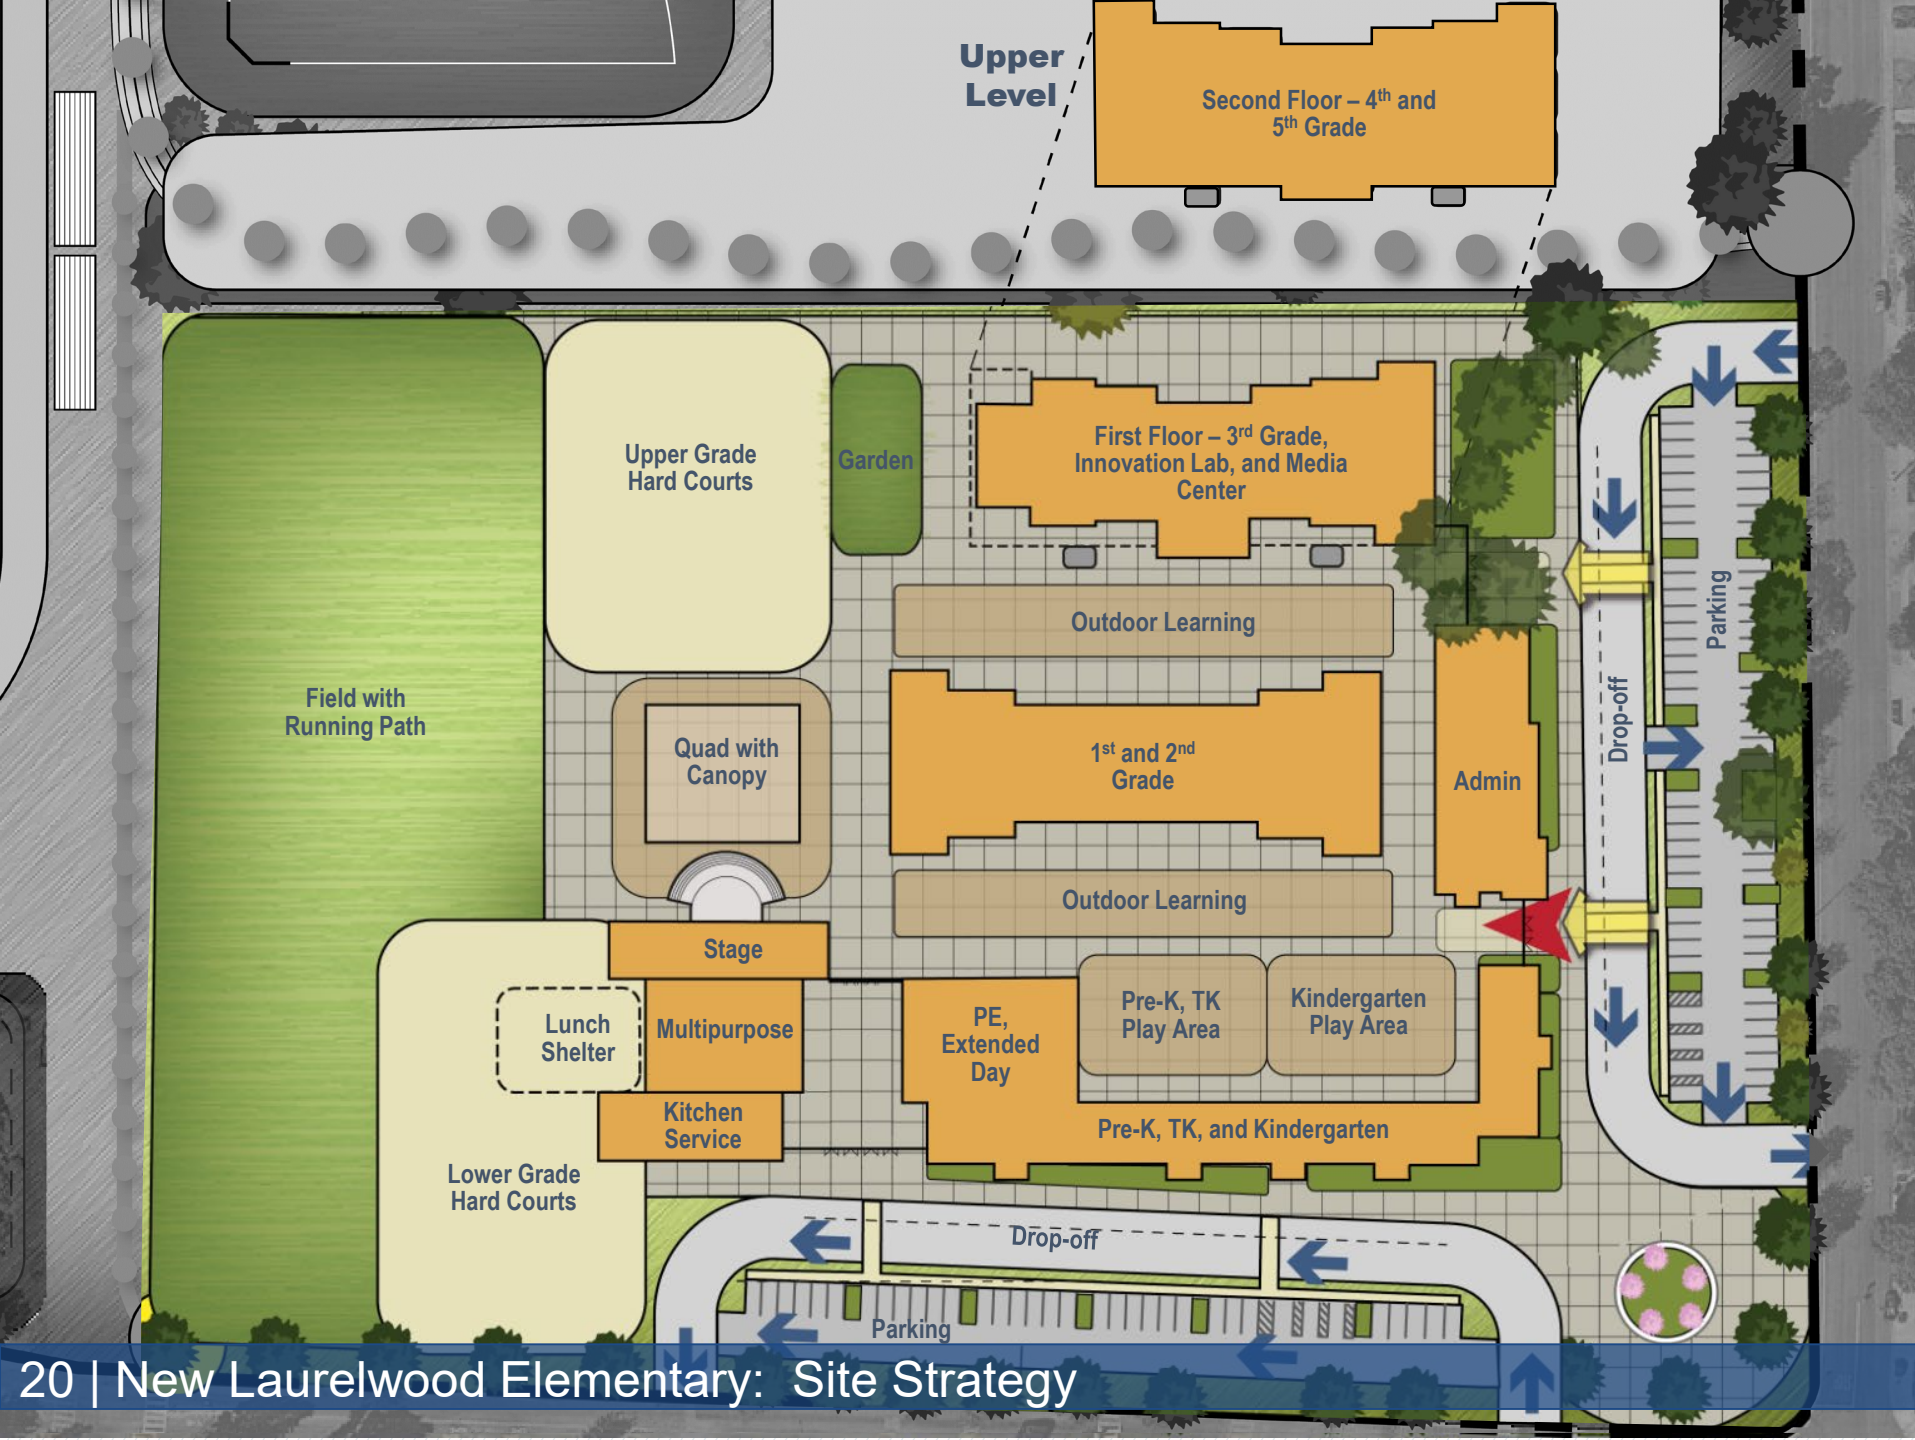 Upper
Level
Second Floor – 4th and
5th Grade
Upper Grade
Hard Courts
Garden
First Floor – 3rd Grade,
Innovation Lab, and Media
Center
Outdoor Learning
Parking
Field with
Running Path
Quad with
Canopy
1st and 2nd
Grade
Admin
Drop-off
Outdoor Learning
Stage
Lunch
Shelter
Multipurpose
PE,
Extended
Day
Pre-K, TK
Play Area
Kindergarten
Play Area
Kitchen
Service
Pre-K, TK, and Kindergarten
Lower Grade
Hard Courts
Drop-off
Parking
20 | New Laurelwood Elementary:  Site Strategy